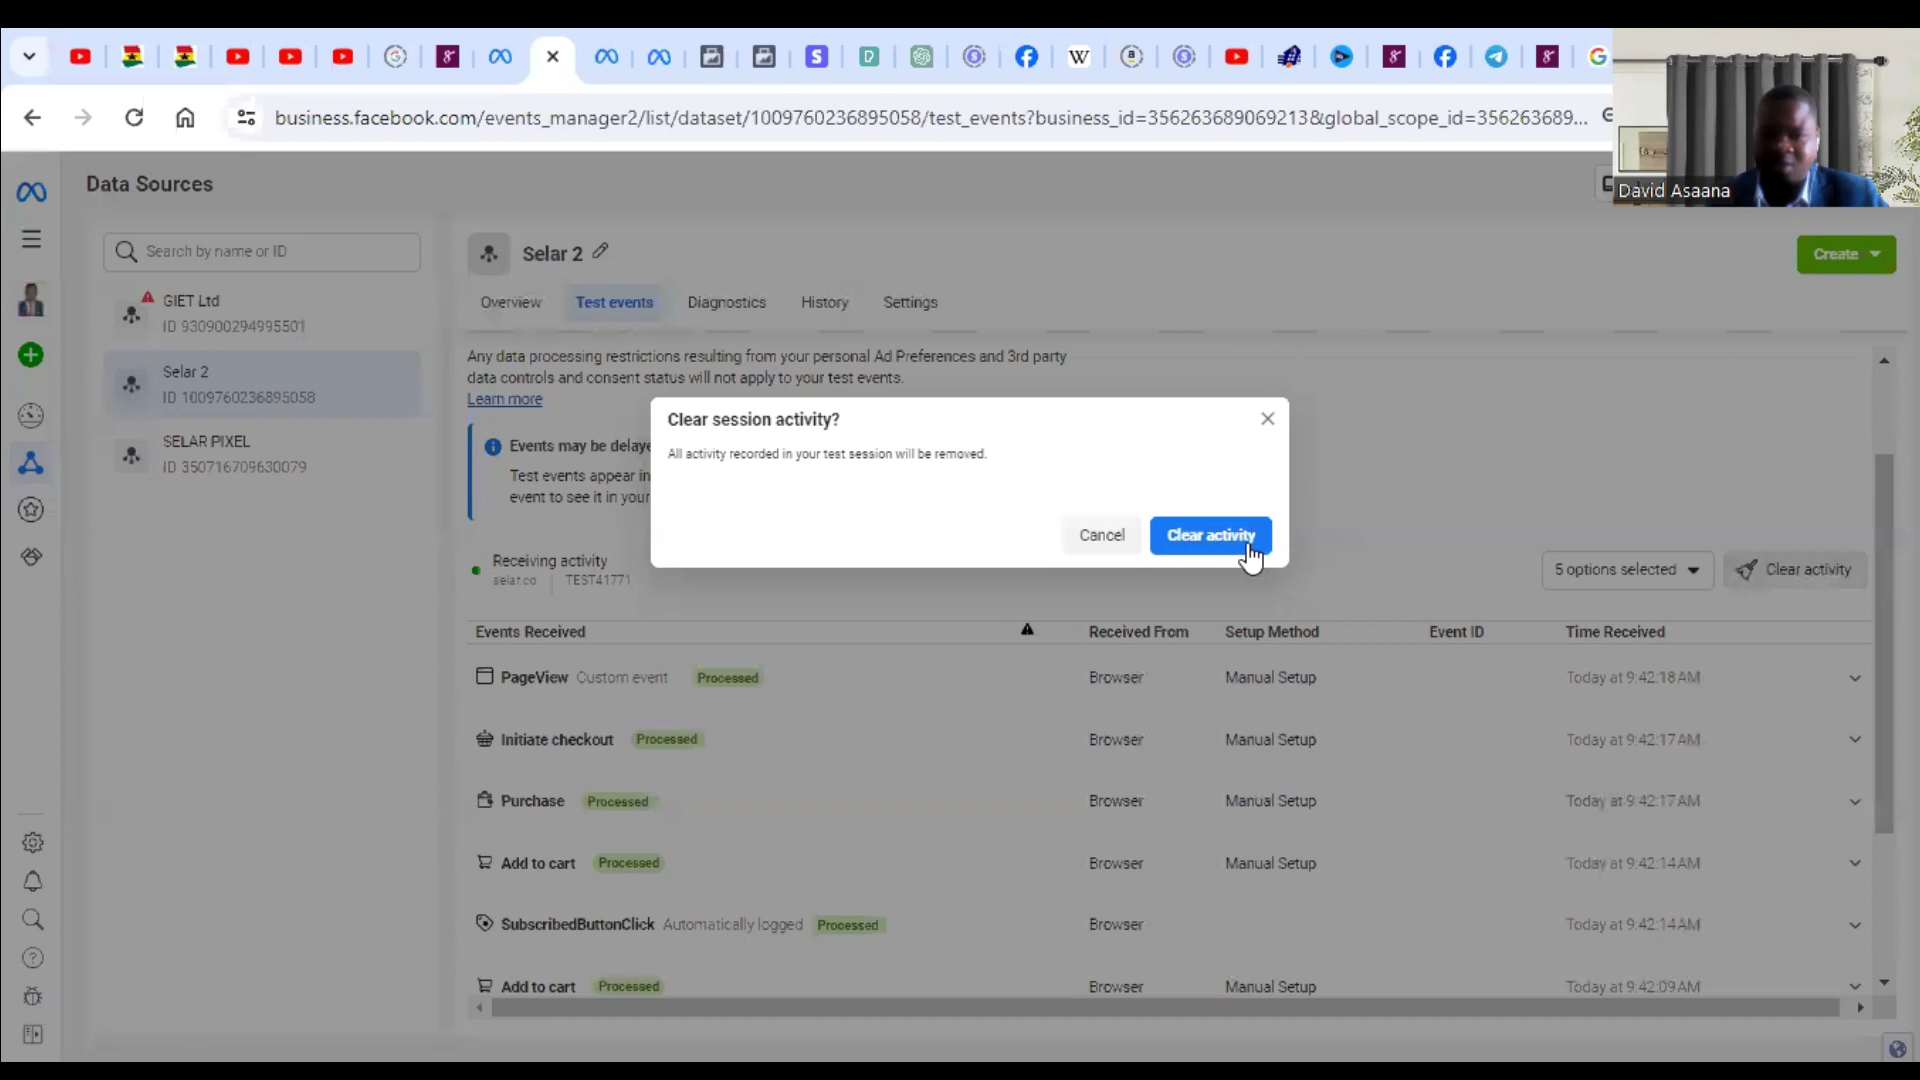 business.facebook.com/events_manager2/list/dataset/1009760236895058/test_events?business_id=356263689069213&global_scope_id=356263689...
David Asaana
Data Sources
Search by name or ID
GIET Ltd
ID 930900294995501
Selar 2
ID 1009760236895058
SELAR PIXEL
ID 350716709630079
Selar 2
Create
Overview
Test events
Diagnostics
History
Settings
Any data processing restrictions resulting from your personal Ad Preferences and 3rd party
data controls and consent status will not apply to your test events.
Learn more
Events may be delaye
Test events appear in
event to see it in your
Clear session activity?
All activity recorded in your test session will be removed.
Cancel
Clear activity
Receiving activity
selar.co
TEST41771
5 options selected
Clear activity
Events Received
Received From
Setup Method
Event ID
Time Received
PageView Custom event Processed Browser Manual Setup Today at 9:42:18 AM
Initiate checkout Processed Browser Manual Setup Today at 9:42:17 AM
Purchase Processed Browser Manual Setup Today at 9:42:17 AM
Add to cart Processed Browser Manual Setup Today at 9:42:14 AM
SubscribedButtonClick Automatically logged Processed Browser Today at 9:42:14 AM
Add to cart Processed Browser Manual Setup Today at 9:42:09 AM